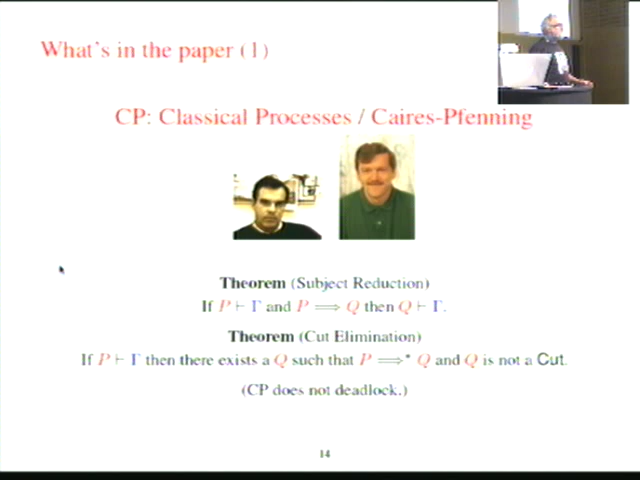 What's in the paper (1)
CP: Classical Processes / Caires-Pfenning
Theorem (Subject Reduction)
If P ⊢ Γ and P ⟹ Q then Q ⊢ Γ.
Theorem (Cut Elimination)
If P ⊢ Γ then there exists a Q such that P ⟹* Q and Q is not a Cut.
(CP does not deadlock.)
14